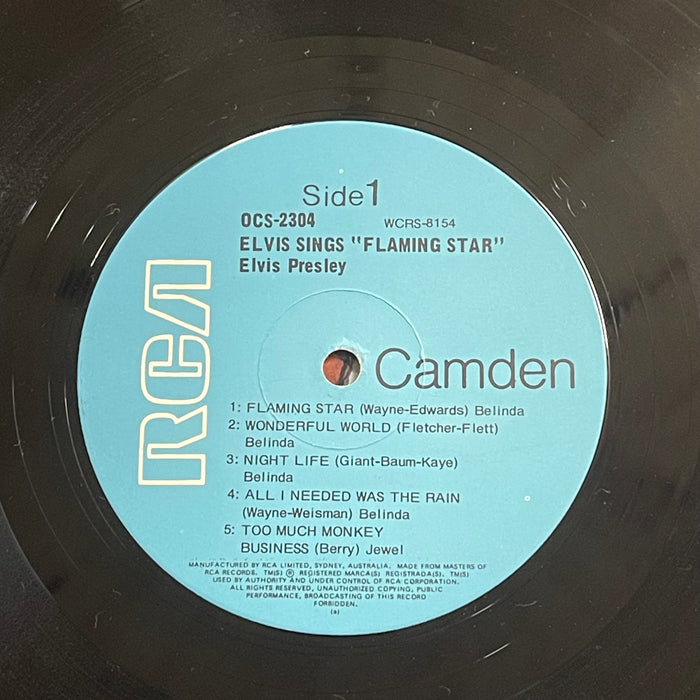 Side 1
OCS-2304 WCRS-8154
ELVIS SINGS "FLAMING STAR"
Elvis Presley
RCA
Camden
1: FLAMING STAR (Wayne-Edwards) Belinda
2: WONDERFUL WORLD (Fletcher-Flett)
Belinda
3: NIGHT LIFE (Giant-Baum-Kaye)
Belinda
4: ALL I NEEDED WAS THE RAIN
(Wayne-Weisman) Belinda
5: TOO MUCH MONKEY
BUSINESS (Berry) Jewel
MANUFACTURED BY RCA LIMITED, SYDNEY, AUSTRALIA. MADE FROM MASTERS OF
RCA RECORDS. TM(S) ® REGISTERED MARCA(S) REGISTRADA(S). TM(S)
USED BY AUTHORITY AND UNDER CONTROL OF RCA CORPORATION.
ALL RIGHTS RESERVED, UNAUTHORIZED COPYING, PUBLIC
PERFORMANCE, BROADCASTING OF THIS RECORD
FORBIDDEN.
(a)